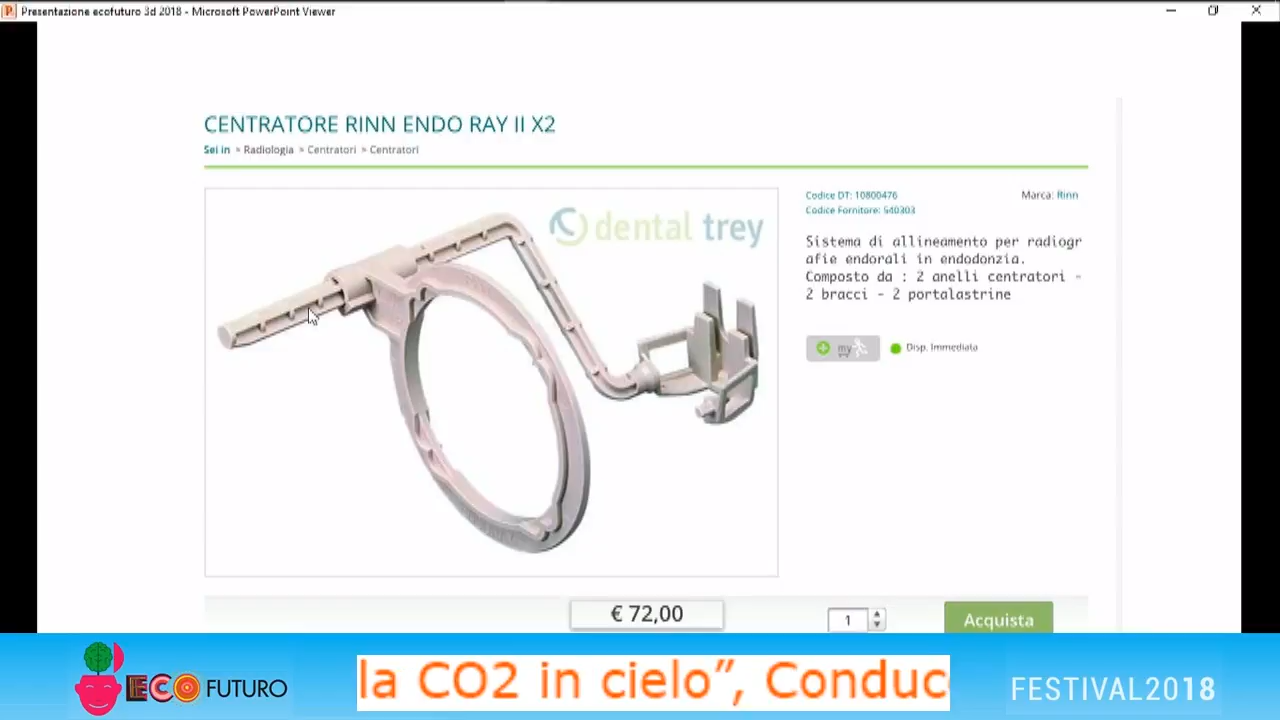 Presentazione ecofuturo 3d 2018 - Microsoft PowerPoint Viewer
CENTRATORE RINN ENDO RAY II X2
Sei in » Radiologia » Centratori » Centratori
dental trey
Codice DT: 10800476
Marca: Rinn
Codice Fornitore: 540303
Sistema di allineamento per radiogr
afie endorali in endodonzia.
Composto da : 2 anelli centratori -
2 bracci - 2 portalastrine
my
Disp. Immediata
€ 72,00
1
Acquista
ECO FUTURO
la CO2 in cielo”, Conduc
FESTIVAL2018